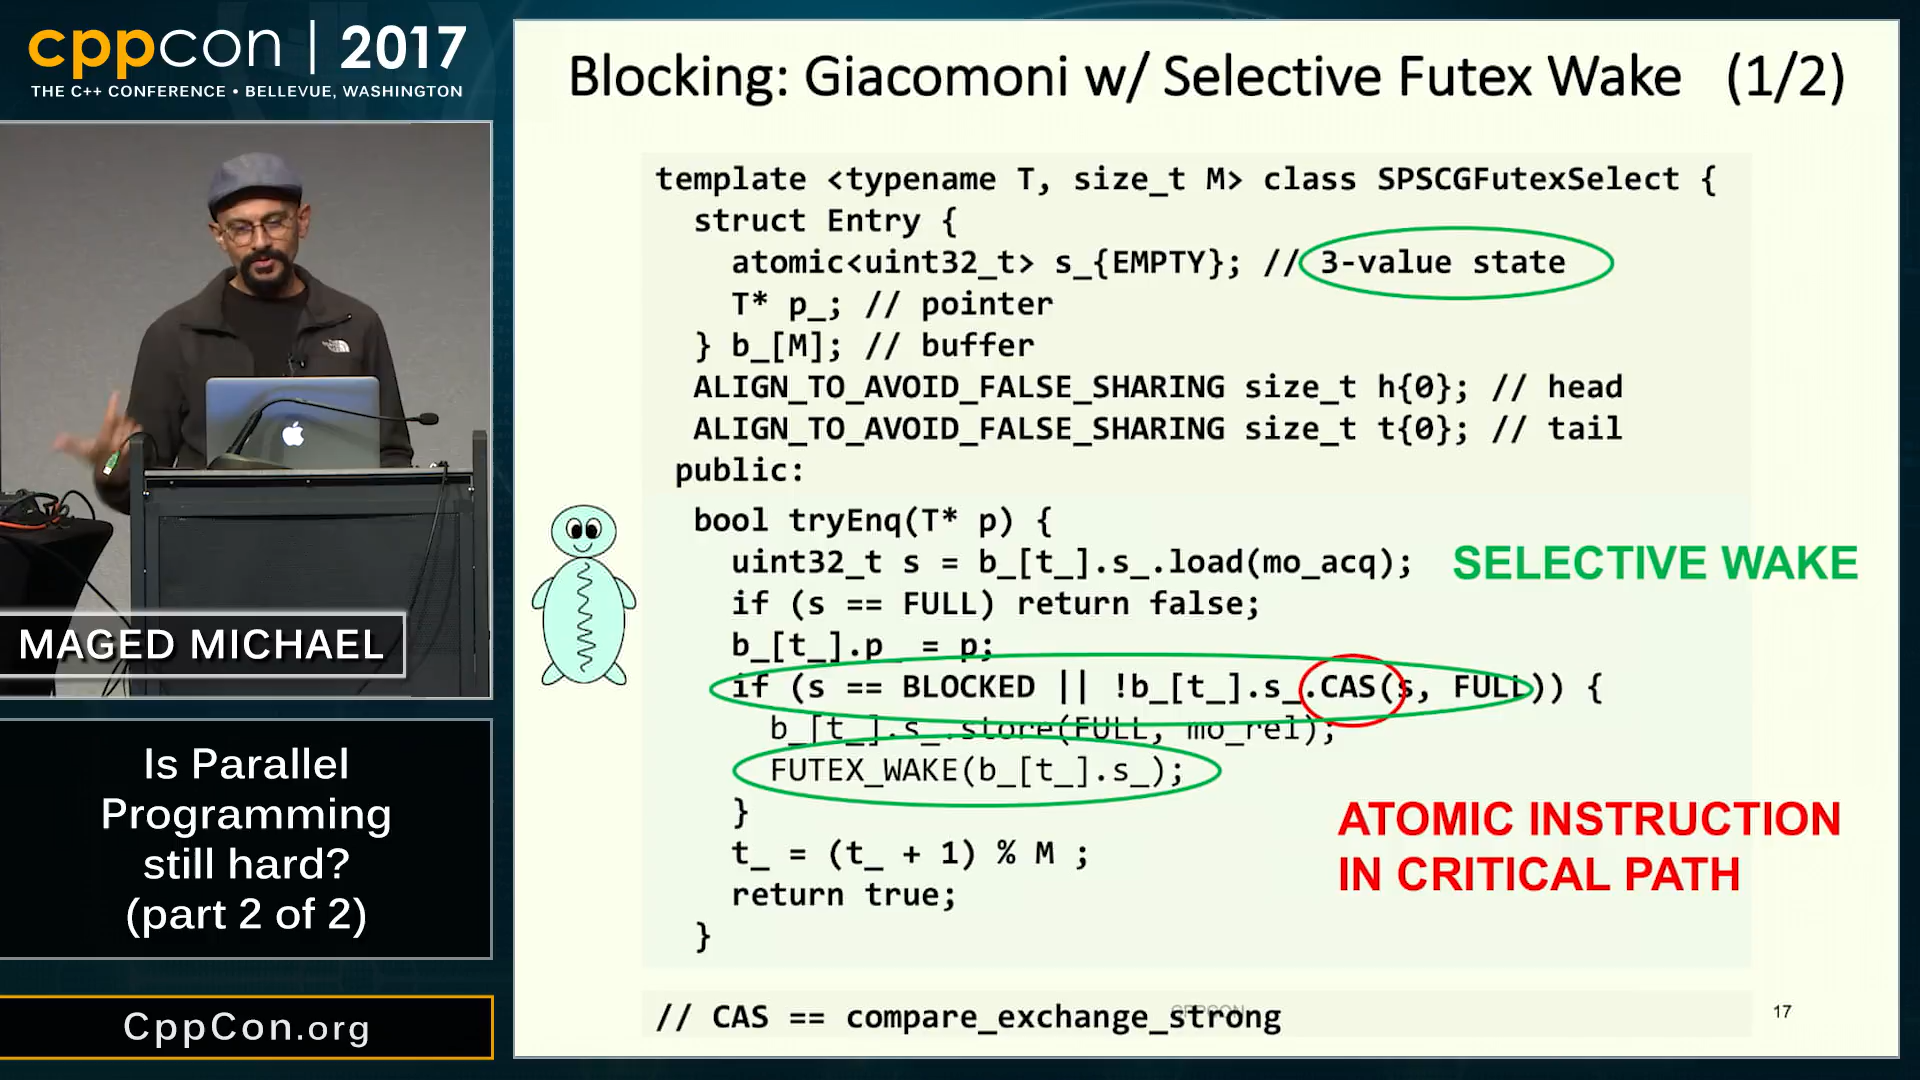 cppcon | 2017
THE C++ CONFERENCE • BELLEVUE, WASHINGTON
MAGED MICHAEL
Is Parallel
Programming
still hard?
(part 2 of 2)
CppCon.org
Blocking: Giacomoni w/ Selective Futex Wake (1/2)
template <typename T, size_t M> class SPSCGFutexSelect {
struct Entry {
atomic<uint32_t> s_{EMPTY}; // 3-value state
T* p_; // pointer
} b_[M]; // buffer
ALIGN_TO_AVOID_FALSE_SHARING size_t h{0}; // head
ALIGN_TO_AVOID_FALSE_SHARING size_t t{0}; // tail
public:
bool tryEnq(T* p) {
uint32_t s = b_[t_].s_.load(mo_acq);
SELECTIVE WAKE
if (s == FULL) return false;
b_[t_].p_ = p;
if (s == BLOCKED || !b_[t_].s_.CAS(s, FULL)) {
b_[t_].s_.store(FULL, mo_rel);
FUTEX_WAKE(b_[t_].s_);
}
ATOMIC INSTRUCTION
IN CRITICAL PATH
t_ = (t_ + 1) % M ;
return true;
}
// CAS == compare_exchange_strong
CPPCON
17